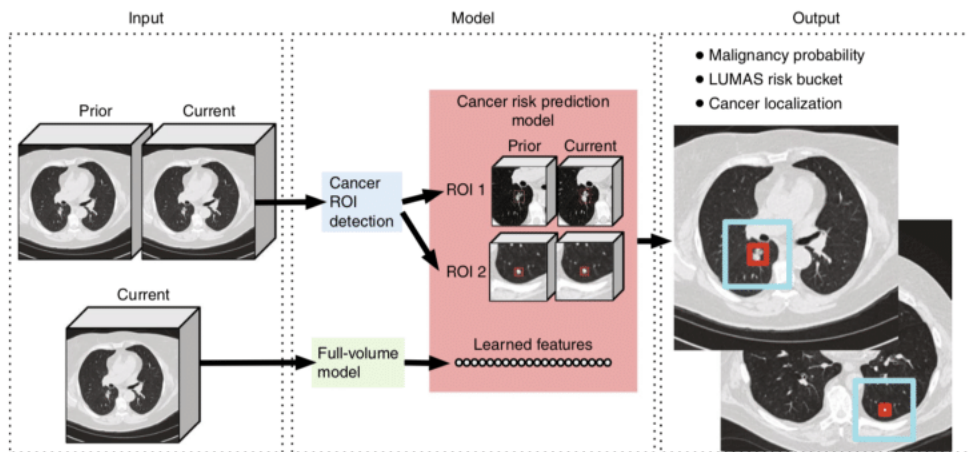 Input
Model
Output
Prior
Current
Current
Cancer
ROI
detection
Full-volume
model
Cancer risk prediction
model
Prior
Current
ROI 1
ROI 2
Learned features
● Malignancy probability
● LUMAS risk bucket
● Cancer localization